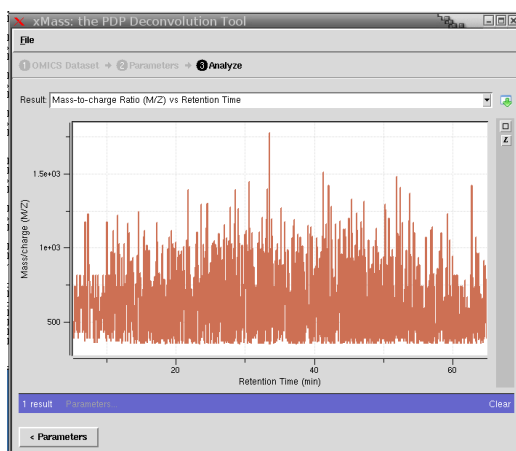 xMass: the PDP Deconvolution Tool
File
1 OMICS Dataset → 2 Parameters → 3 Analyze
Result: Mass-to-charge Ratio (M/Z) vs Retention Time
Mass/charge (M/Z)
1.5e+03
1e+03
500
20 40 60
Retention Time (min)
z
1 result Parameters... Clear
< Parameters